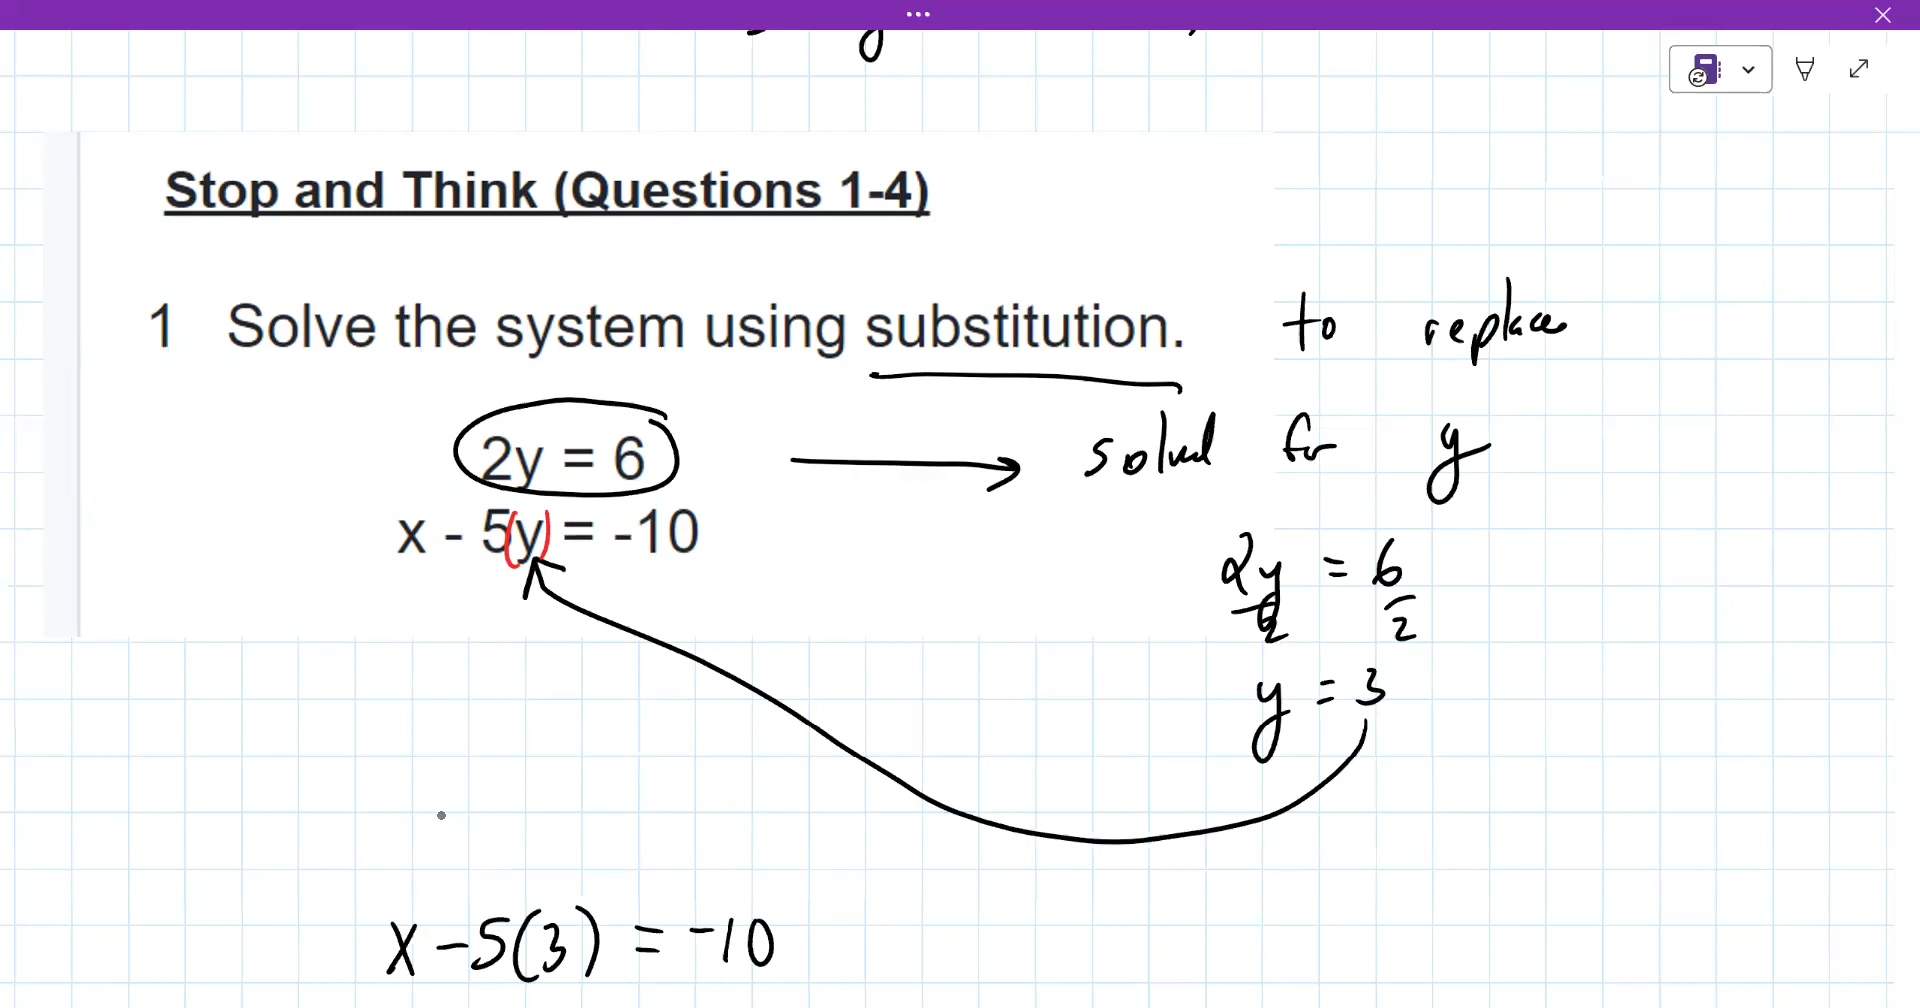 Stop and Think (Questions 1-4)
1 Solve the system using substitution. to replace
2y = 6 → solved for y
x - 5(y) = -10
2y = 6
2 2
y = 3
x - 5(3) = -10